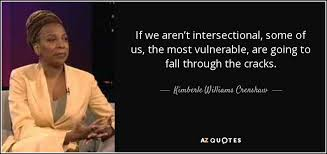 If we aren't intersectional, some of
us, the most vulnerable, are going to
fall through the cracks.
Kimberle Williams Crenshaw
AZ QUOTES